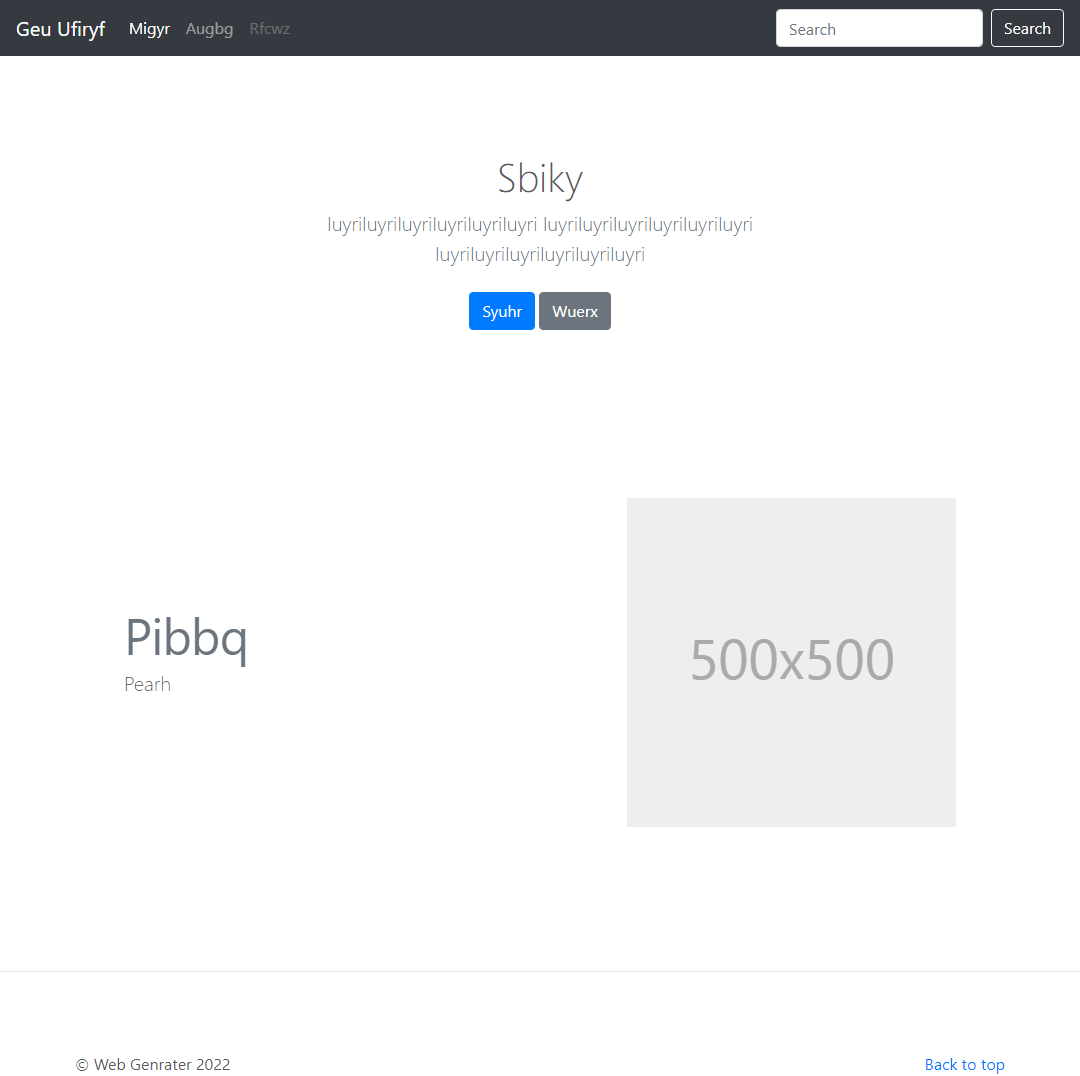 Geu Ufiryf Migyr Augbg Rfcwz Search Search
Sbiky
luyriluyriluyriluyriluyriluyri luyriluyriluyriluyriluyriluyri
luyriluyriluyriluyriluyriluyri
Syuhr Wuerx
500x500
Pibbq
Pearh
© Web Genrater 2022 Back to top